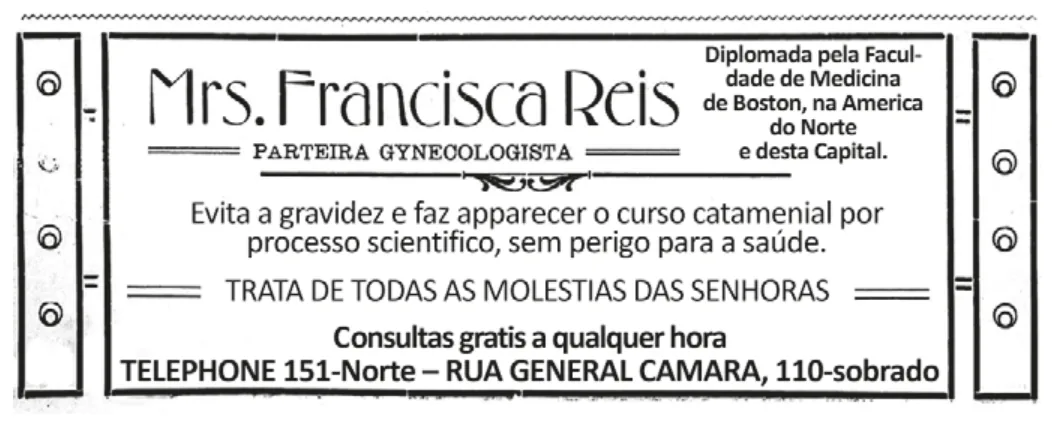 Mrs. Francisca Reis
PARTEIRA GYNECOLOGISTA
Diplomada pela Facul-
dade de Medicina
de Boston, na America
do Norte
e desta Capital.
Evita a gravidez e faz apparecer o curso catamenial por
processo scientifico, sem perigo para a saúde.
TRATA DE TODAS AS MOLESTIAS DAS SENHORAS
Consultas gratis a qualquer hora
TELEPHONE 151-Norte – RUA GENERAL CAMARA, 110-sobrado